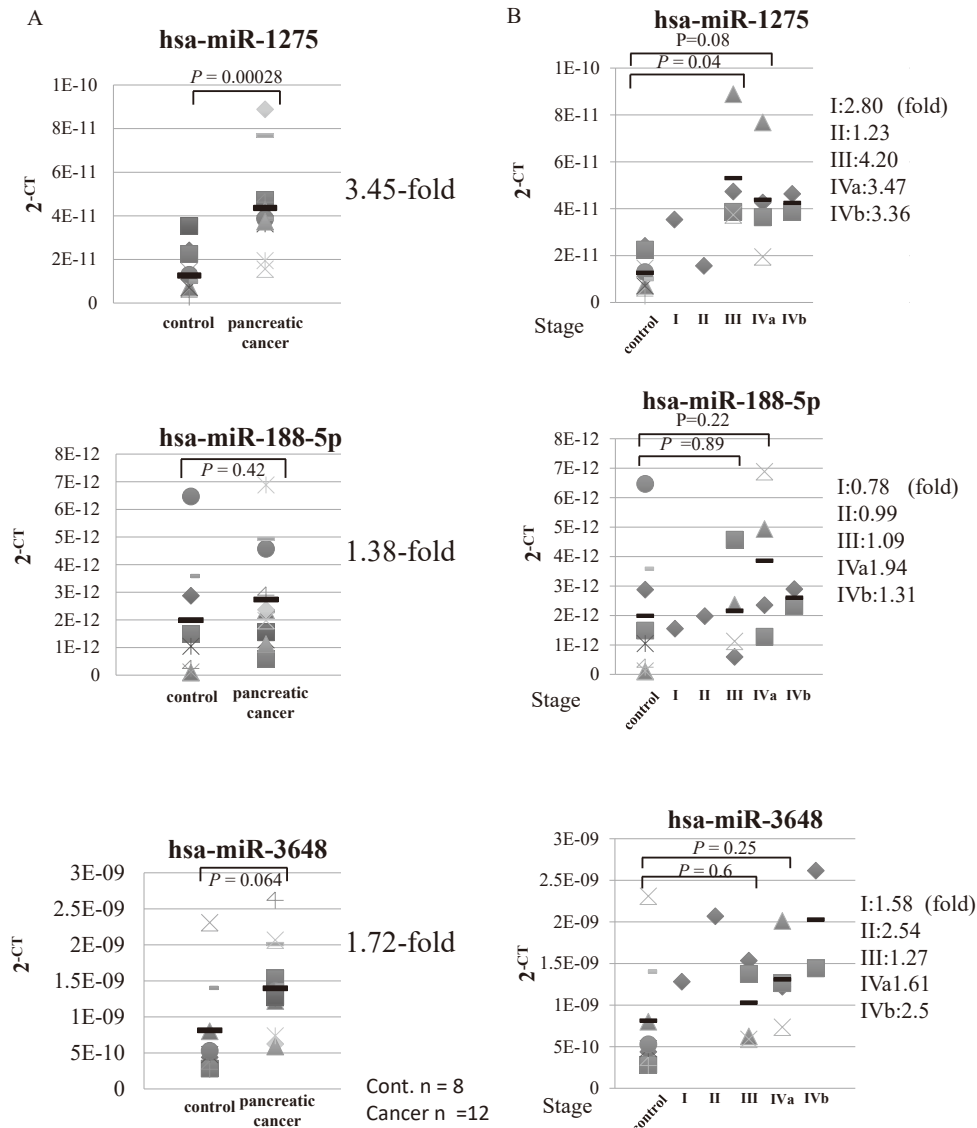 A
hsa-miR-1275
P = 0.00028
1E-10
8E-11
6E-11
4E-11
2E-11
0
2-CT
control
pancreatic
cancer
3.45-fold
B
hsa-miR-1275
P=0.08
P = 0.04
1E-10
8E-11
6E-11
4E-11
2E-11
0
2-CT
Stage
control I II III IVa IVb
I:2.80 (fold)
II:1.23
III:4.20
IVa:3.47
IVb:3.36
hsa-miR-188-5p
P = 0.42
8E-12
7E-12
6E-12
5E-12
4E-12
3E-12
2E-12
1E-12
0
2-CT
control
pancreatic
cancer
1.38-fold
hsa-miR-188-5p
P=0.22
P =0.89
8E-12
7E-12
6E-12
5E-12
4E-12
3E-12
2E-12
1E-12
0
2-CT
Stage
control I II III IVa IVb
I:0.78 (fold)
II:0.99
III:1.09
IVa1.94
IVb:1.31
hsa-miR-3648
P = 0.064
3E-09
2.5E-09
2E-09
1.5E-09
1E-09
5E-10
0
2-CT
control
pancreatic
cancer
1.72-fold
Cont. n = 8
Cancer n =12
hsa-miR-3648
P = 0.25
P = 0.6
3E-09
2.5E-09
2E-09
1.5E-09
1E-09
5E-10
0
2-CT
Stage
control I II III IVa IVb
I:1.58 (fold)
II:2.54
III:1.27
IVa1.61
IVb:2.5